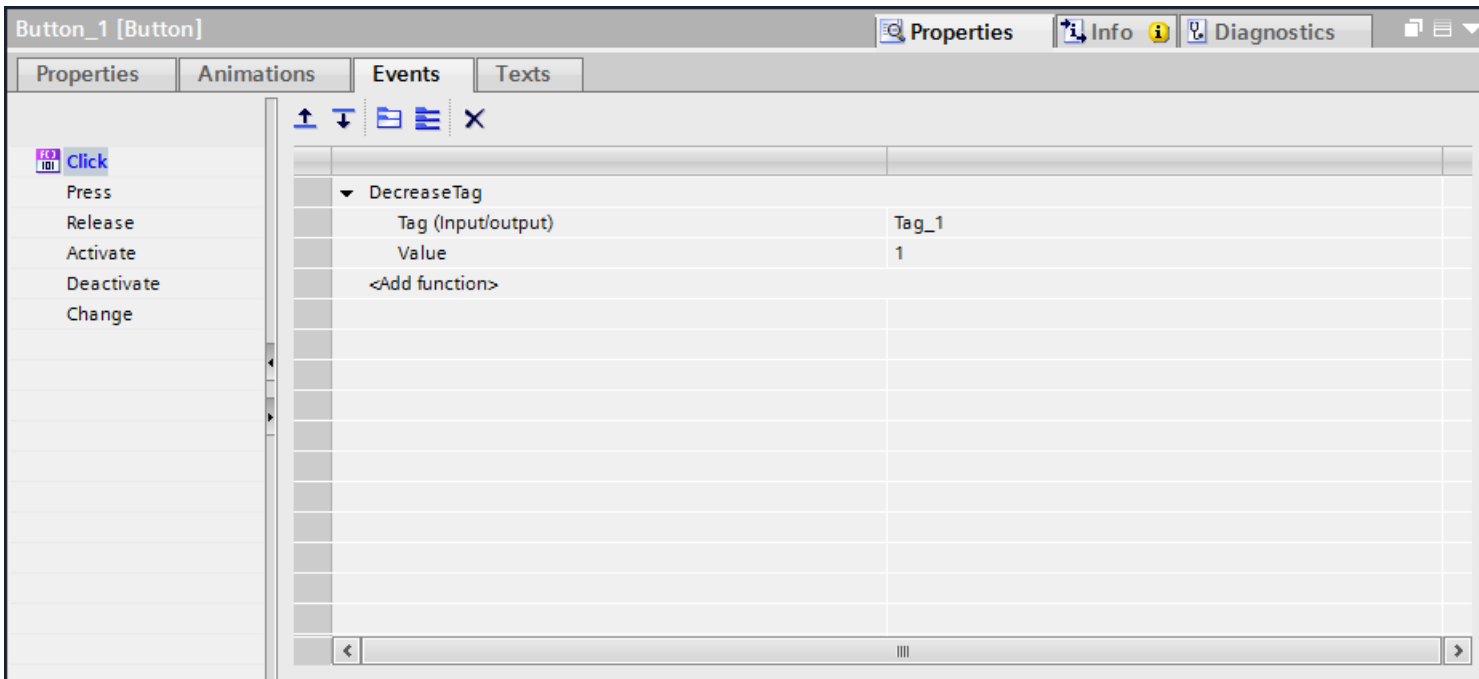 Button_1 [Button]
Properties Info Diagnostics
Properties Animations Events Texts
Click
Press
Release
Activate
Deactivate
Change
DecreaseTag
Tag (Input/output) Tag_1
Value 1
<Add function>